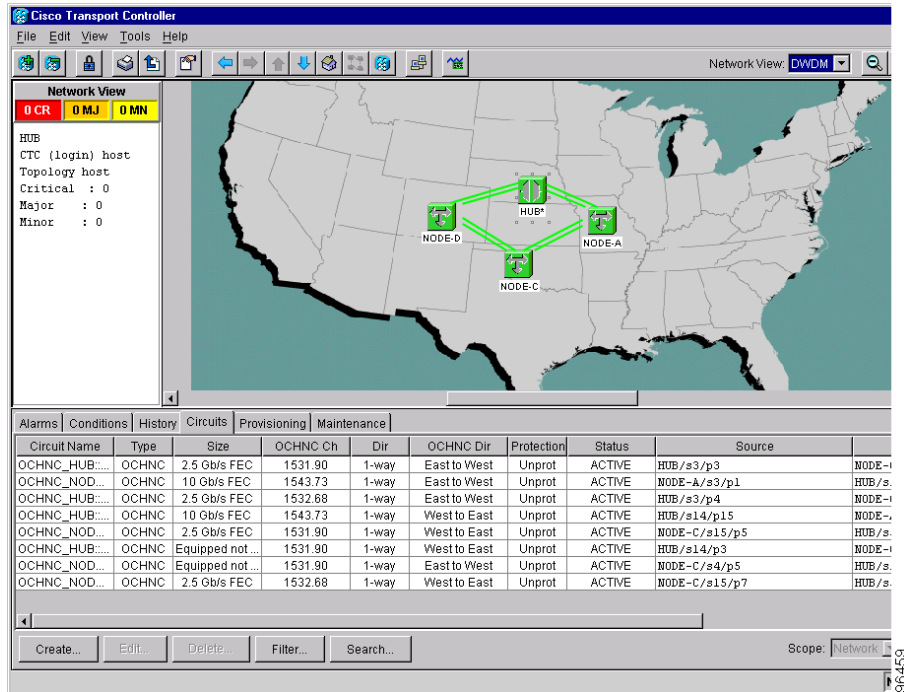 Cisco Transport Controller
File Edit View Tools Help
Network View: DWDM
Network View
0 CR 0 MJ 0 MN
HUB
CTC (login) host
Topology host
Critical : 0
Major : 0
Minor : 0
HUB*
NODE-D
NODE-A
NODE-C
Alarms Conditions History Circuits Provisioning Maintenance
Circuit Name Type Size OCHNC Ch Dir OCHNC Dir Protection Status Source
OCHNC_HUB::... OCHNC 2.5 Gb/s FEC 1531.90 1-way East to West Unprot ACTIVE HUB/s3/p3 NODE-
OCHNC_NOD... OCHNC 10 Gb/s FEC 1543.73 1-way East to West Unprot ACTIVE NODE-A/s3/p1 HUB/s
OCHNC_HUB::... OCHNC 2.5 Gb/s FEC 1532.68 1-way East to West Unprot ACTIVE HUB/s3/p4 NODE-
OCHNC_HUB::... OCHNC 10 Gb/s FEC 1543.73 1-way West to East Unprot ACTIVE HUB/s14/p15 NODE-
OCHNC_NOD... OCHNC 2.5 Gb/s FEC 1531.90 1-way West to East Unprot ACTIVE NODE-C/s15/p5 HUB/s
OCHNC_HUB::... OCHNC Equipped not ... 1531.90 1-way West to East Unprot ACTIVE HUB/s14/p3 NODE-
OCHNC_NOD... OCHNC Equipped not ... 1531.90 1-way East to West Unprot ACTIVE NODE-C/s4/p5 HUB/s
OCHNC_NOD... OCHNC 2.5 Gb/s FEC 1532.68 1-way West to East Unprot ACTIVE NODE-C/s15/p7 HUB/s
Create... Edit... Delete... Filter... Search... Scope: Network
96459